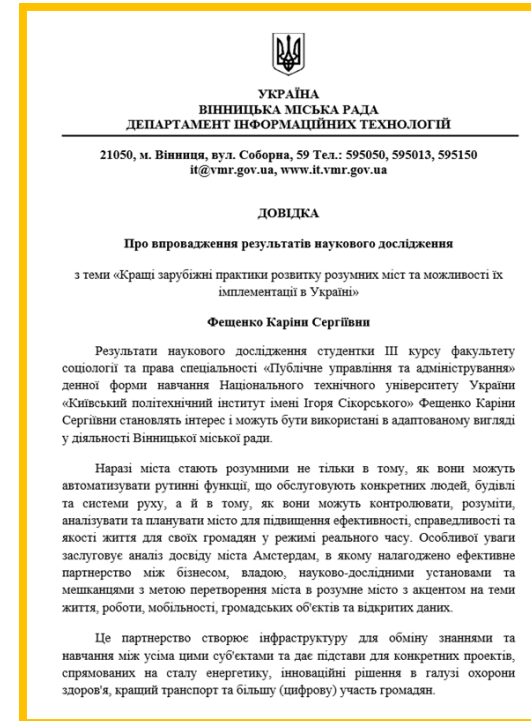 УКРАЇНА
ВІННИЦЬКА МІСЬКА РАДА
ДЕПАРТАМЕНТ ІНФОРМАЦІЙНИХ ТЕХНОЛОГІЙ
21050, м. Вінниця, вул. Соборна, 59 Тел.: 595050, 595013, 595150
it@vmr.gov.ua, www.it.vmr.gov.ua
ДОВІДКА
Про впровадження результатів наукового дослідження
з теми «Кращі зарубіжні практики розвитку розумних міст та можливості їх
імплементації в Україні»
Фещенко Каріни Сергіївни
Результати наукового дослідження студентки ІІІ курсу факультету
соціології та права спеціальності «Публічне управління та адміністрування»
денної форми навчання Національного технічного університету України
«Київський політехнічний інститут імені Ігоря Сікорського» Фещенко Каріни
Сергіївни становлять інтерес і можуть бути використані в адаптованому вигляді
у діяльності Вінницької міської ради.
Наразі міста стають розумними не тільки в тому, як вони можуть
автоматизувати рутинні функції, що обслуговують конкретних людей, будівлі
та системи руху, а й в тому, як вони можуть контролювати, розуміти,
аналізувати та планувати місто для підвищення ефективності, справедливості та
якості життя для своїх громадян у режимі реального часу. Особливої уваги
заслуговує аналіз досвіду міста Амстердам, в якому налагоджено ефективне
партнерство між бізнесом, владою, науково-дослідними установами та
мешканцями з метою перетворення міста в розумне місто з акцентом на теми
життя, роботи, мобільності, громадських об'єктів та відкритих даних.
Це партнерство створює інфраструктуру для обміну знаннями та
навчання між усіма цими суб'єктами та дає підстави для конкретних проектів,
спрямованих на сталу енергетику, інноваційні рішення в галузі охорони
здоров'я, кращий транспорт та більшу (цифрову) участь громадян.